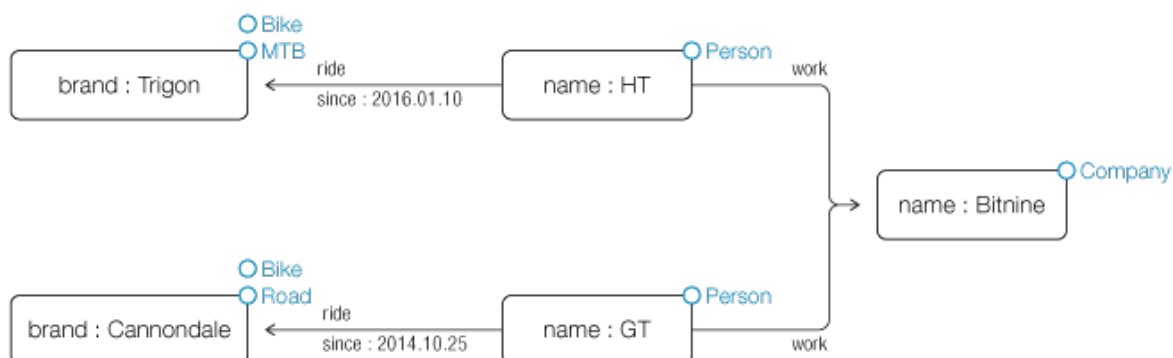 Bike
MTB
brand : Trigon
ride
since : 2016.01.10
Person
name : HT
work
Company
name : Bitnine
Bike
Road
brand : Cannondale
ride
since : 2014.10.25
Person
name : GT
work